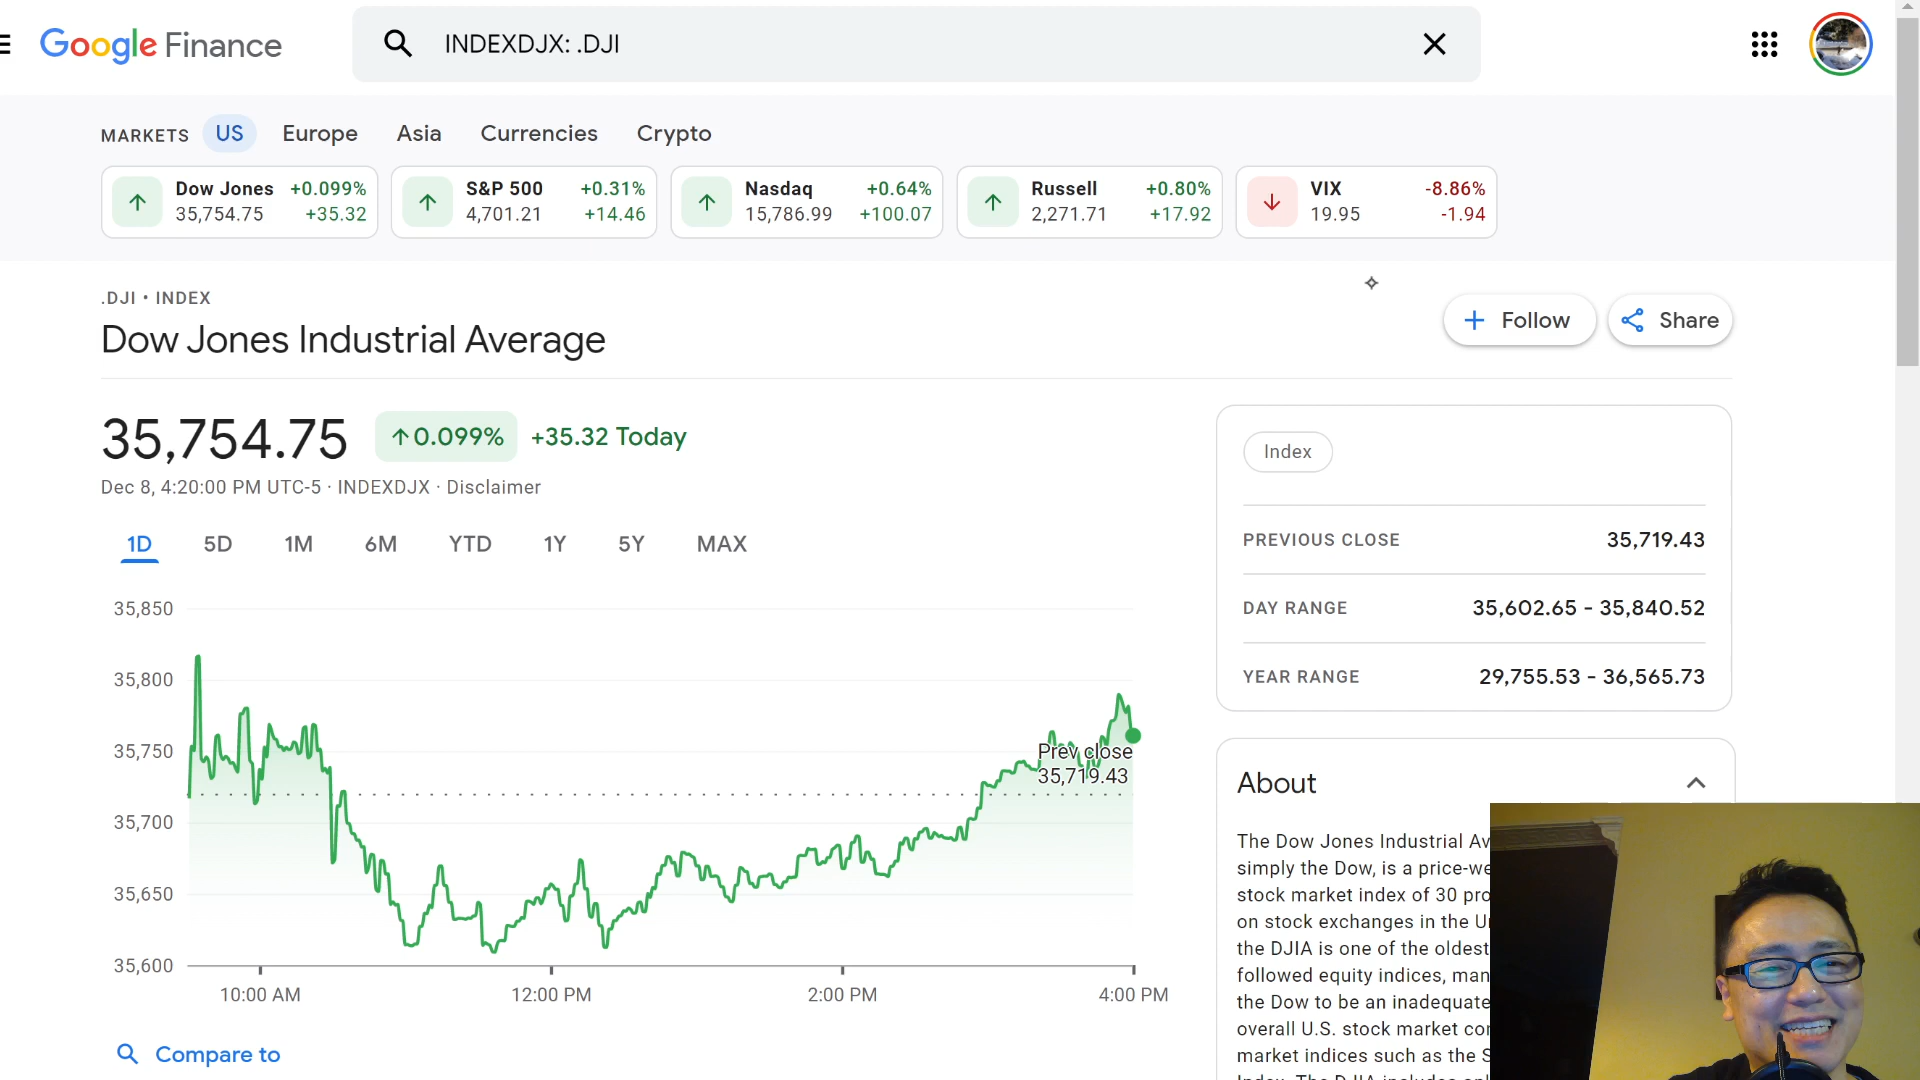 Google Finance
INDEXDJX: .DJI
MARKETS US Europe Asia Currencies Crypto
Dow Jones +0.099% S&P 500 +0.31% Nasdaq +0.64% Russell +0.80% VIX -8.86%
35,754.75 +35.32 4,701.21 +14.46 15,786.99 +100.07 2,271.71 +17.92 19.95 -1.94
.DJI • INDEX
Dow Jones Industrial Average
Follow Share
35,754.75 0.099% +35.32 Today
Dec 8, 4:20:00 PM UTC-5 · INDEXDJX · Disclaimer
1D 5D 1M 6M YTD 1Y 5Y MAX
35,850
35,800
35,750
35,700
35,650
35,600
Prev close
35,719.43
10:00 AM 12:00 PM 2:00 PM 4:00 PM
Compare to
Index
PREVIOUS CLOSE 35,719.43
DAY RANGE 35,602.65 - 35,840.52
YEAR RANGE 29,755.53 - 36,565.73
About
The Dow Jones Industrial Av
simply the Dow, is a price-we
stock market index of 30 pro
on stock exchanges in the U
the DJIA is one of the oldest
followed equity indices, man
the Dow to be an inadequate
overall U.S. stock market cor
market indices such as the S